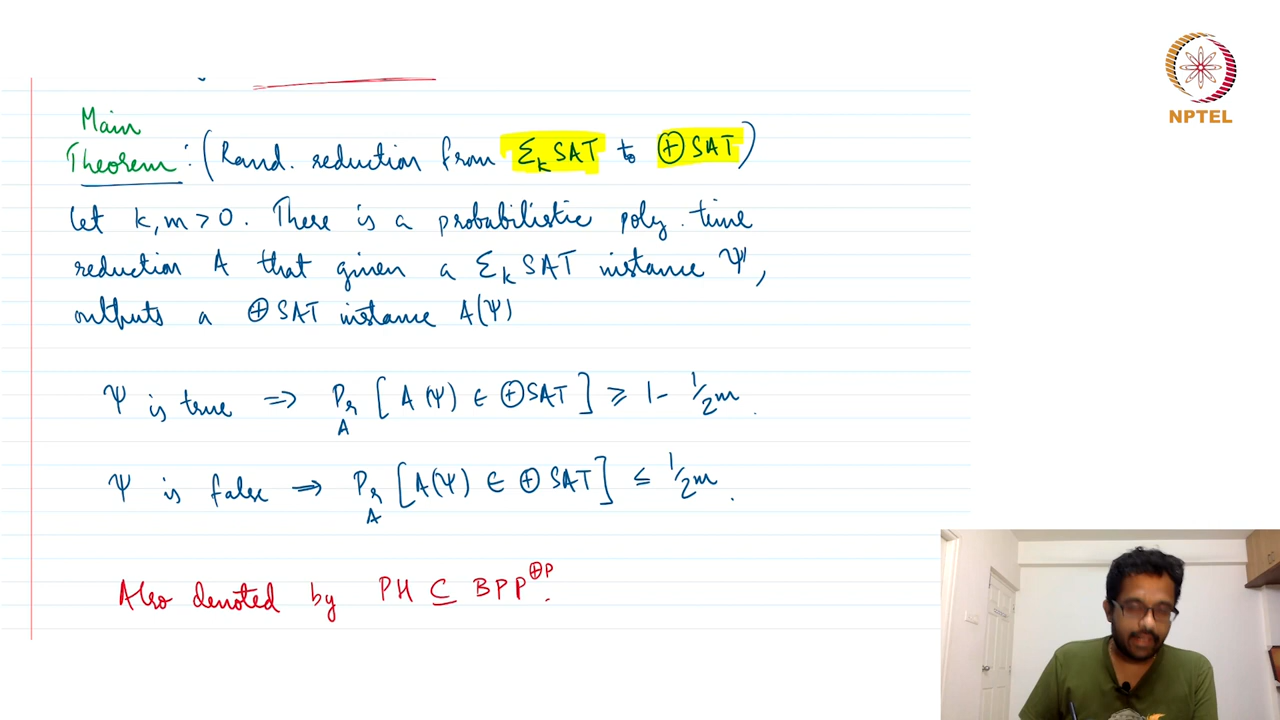 NPTEL
Main
Theorem: (Rand. reduction from Σ_k SAT to ⊕SAT)
Let k, m > 0. There is a probabilistic poly. time
reduction A that given a Σ_k SAT instance Ψ,
outputs a ⊕SAT instance A(Ψ)
Ψ is true ⇒ Pr_A [A(Ψ) ∈ ⊕SAT] ≥ 1 - 1/2^m.
Ψ is false ⇒ Pr_A [A(Ψ) ∈ ⊕SAT] ≤ 1/2^m.
Also denoted by PH ⊆ BPP^⊕P.